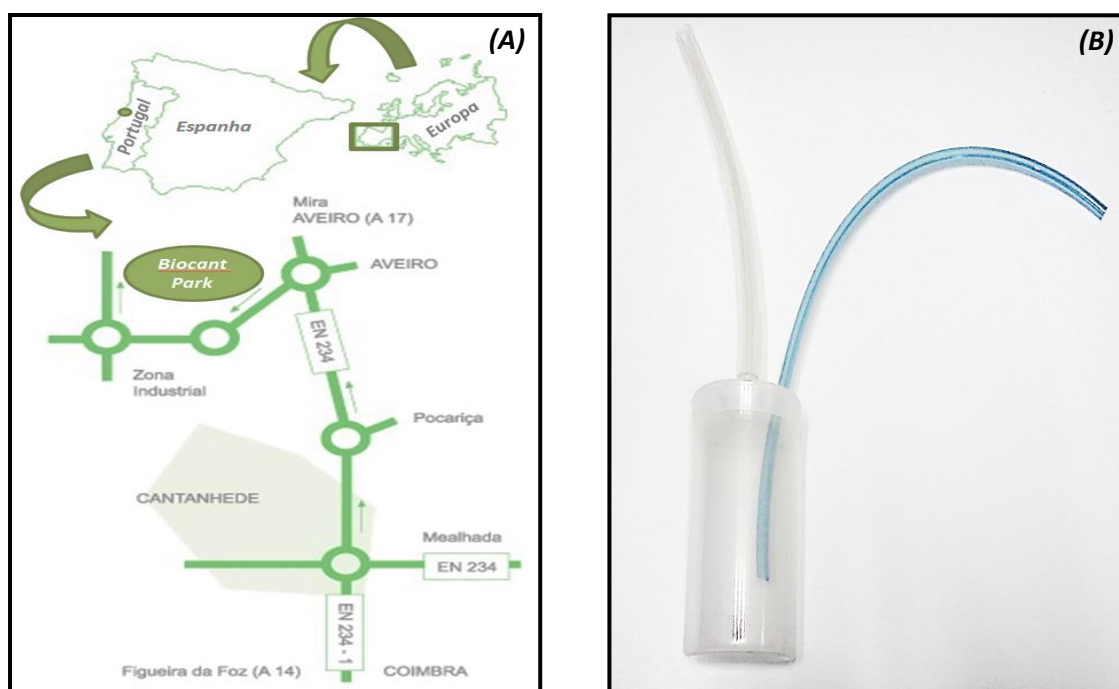 (A)
Espanha
Portugal
Europa
Mira
AVEIRO (A 17)
AVEIRO
Biocant
Park
EN 234
Zona
Industrial
Pocariça
CANTANHEDE
Mealhada
EN 234
EN 234 - 1
Figueira da Foz (A 14)
COIMBRA
(B)